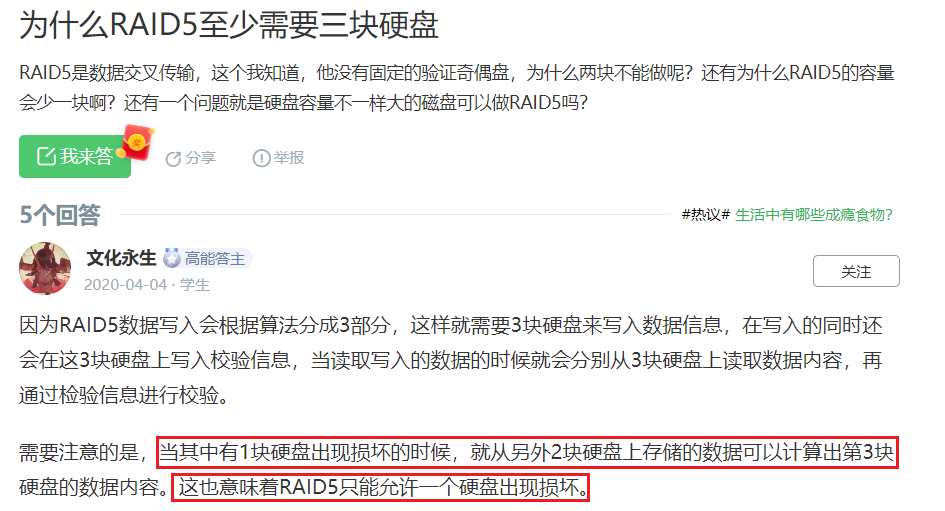 为什么RAID5至少需要三块硬盘
RAID5是数据交叉传输，这个我知道，他没有固定的验证奇偶盘，为什么两块不能做呢？还有为什么RAID5的容量
会少一块啊？还有一个问题就是硬盘容量不一样大的磁盘可以做RAID5吗？
我来答 分享 举报
5个回答 #热议# 生活中有哪些成瘾食物？
文化永生 高能答主
2020-04-04 · 学生
关注
因为RAID5数据写入会根据算法分成3部分，这样就需要3块硬盘来写入数据信息，在写入的同时还
会在这3块硬盘上写入校验信息，当读取写入的数据的时候就会分别从3块硬盘上读取数据内容，再
通过检验信息进行校验。
需要注意的是，当其中有1块硬盘出现损坏的时候，就从另外2块硬盘上存储的数据可以计算出第3块
硬盘的数据内容。这也意味着RAID5只能允许一个硬盘出现损坏。